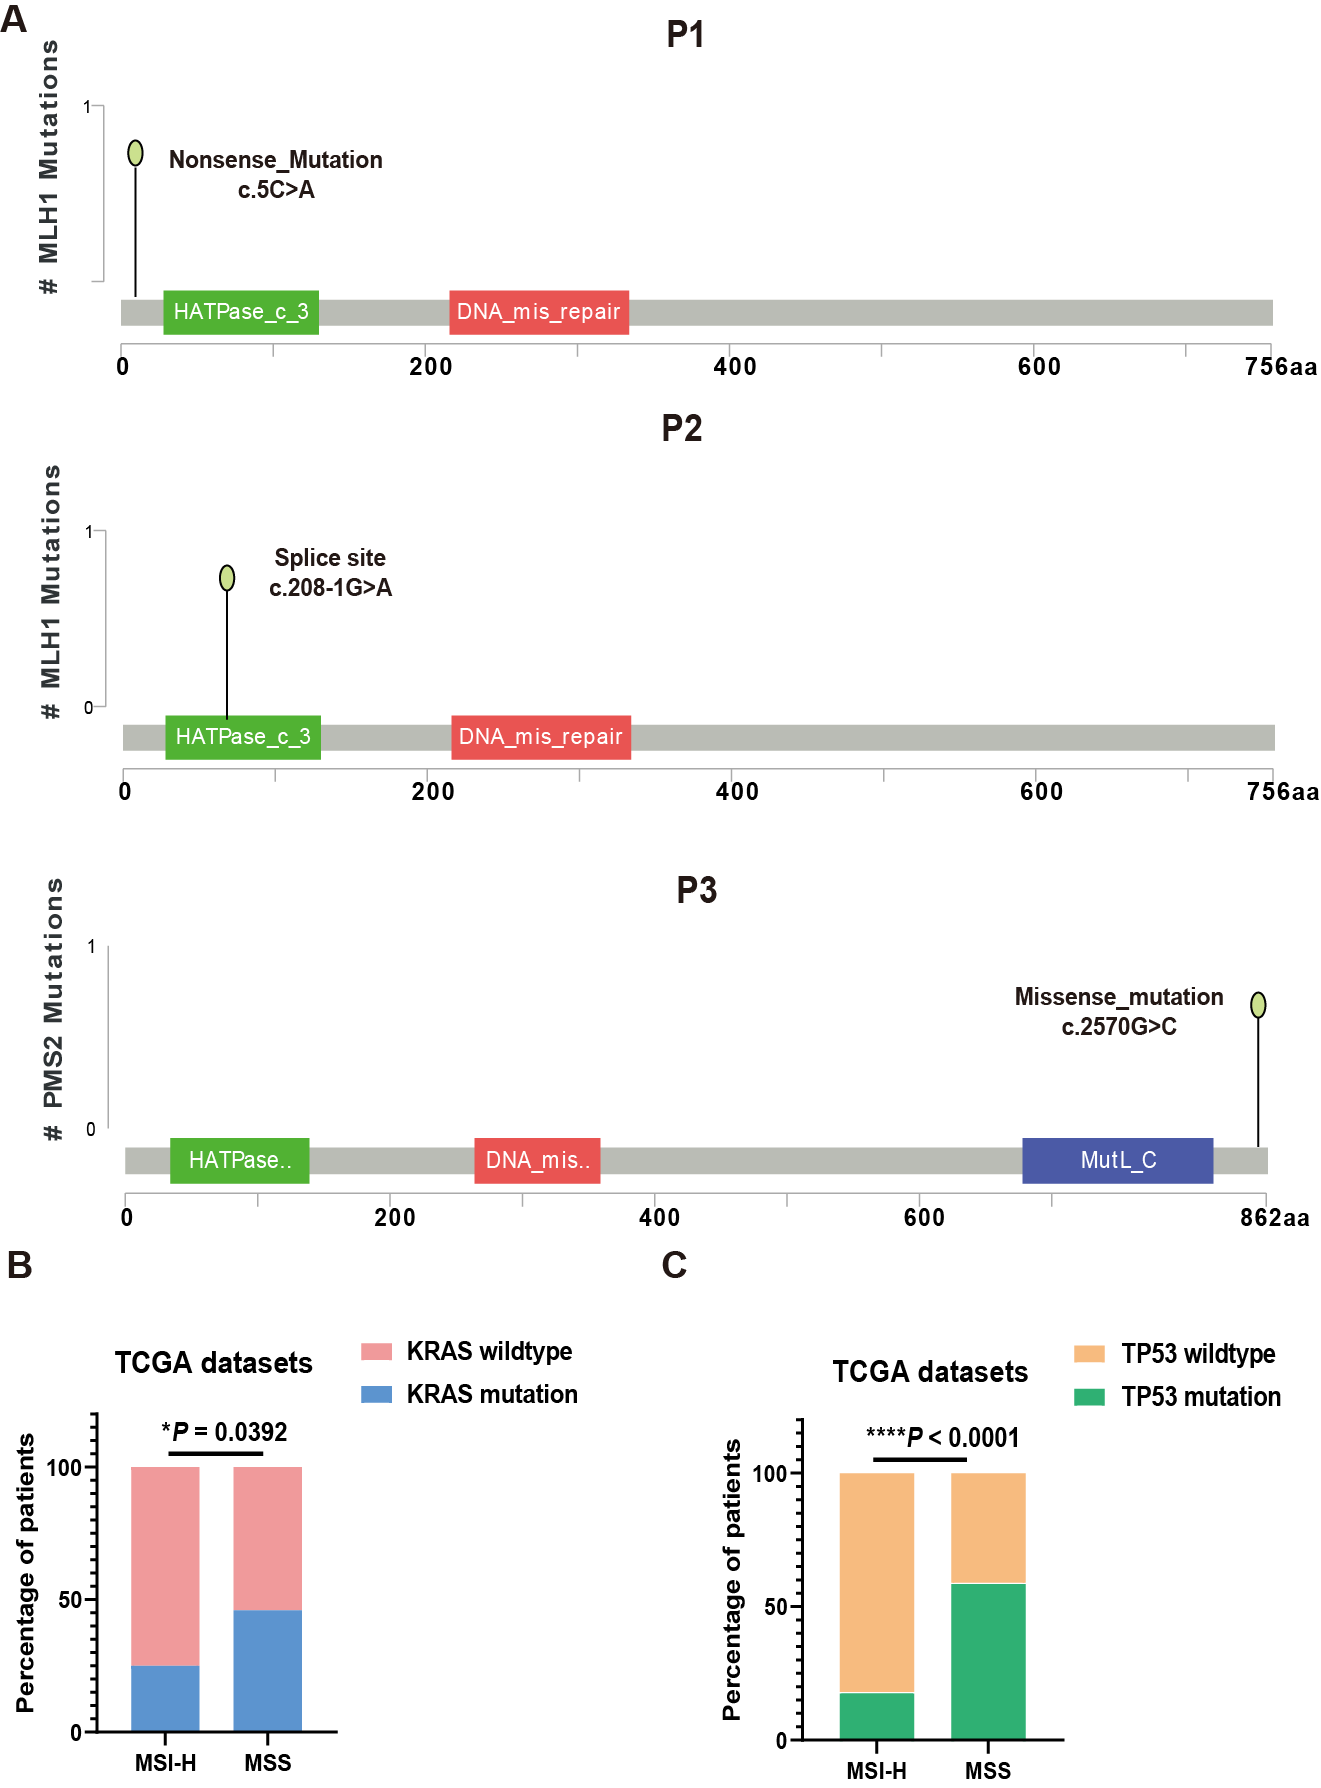 A
P1
# MLH1 Mutations
1
Nonsense_Mutation
c.5C>A
HATPase_c_3
DNA_mis_repair
0 200 400 600 756aa
P2
# MLH1 Mutations
1
Splice site
c.208-1G>A
0
HATPase_c_3
DNA_mis_repair
0 200 400 600 756aa
P3
# PMS2 Mutations
1
Missense_mutation
c.2570G>C
0
HATPase..
DNA_mis..
MutL_C
0 200 400 600 862aa
B
TCGA datasets
KRAS wildtype
KRAS mutation
*P = 0.0392
Percentage of patients
100
50
0
MSI-H MSS
C
TCGA datasets
TP53 wildtype
TP53 mutation
****P < 0.0001
Percentage of patients
100
50
0
MSI-H MSS